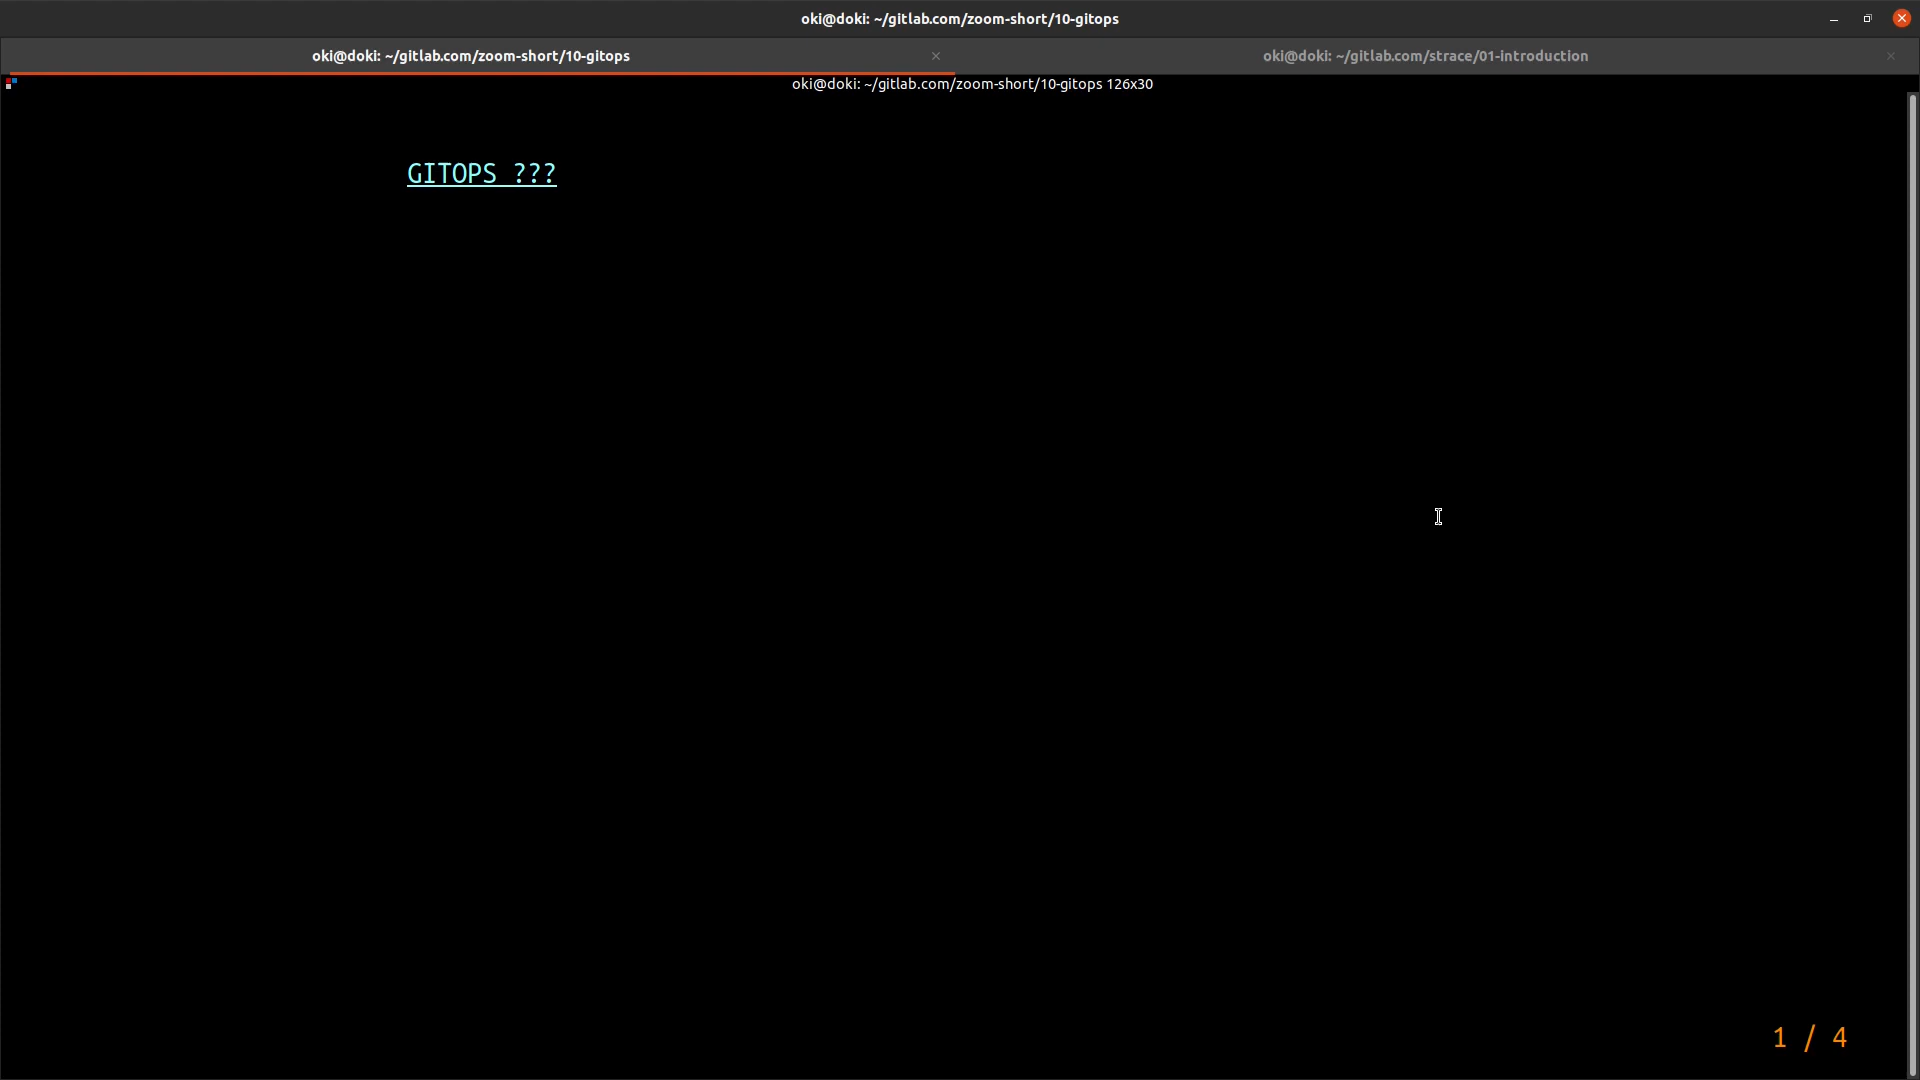 oki@doki: ~/gitlab.com/zoom-short/10-gitops
oki@doki: ~/gitlab.com/zoom-short/10-gitops
oki@doki: ~/gitlab.com/strace/01-introduction
oki@doki: ~/gitlab.com/zoom-short/10-gitops 126x30
GITOPS ???
1 / 4